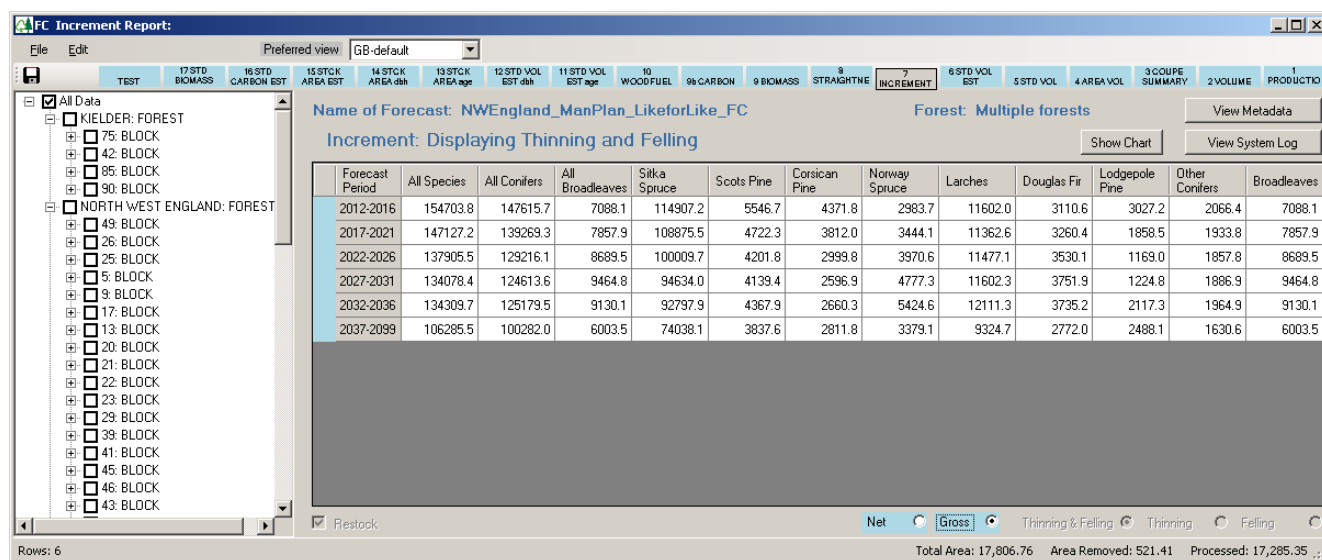 FC Increment Report:
File Edit Preferred view GB-default
TEST 17 STD BIOMASS 16 STD CARBON EST 15 STCK AREA EST 14 STCK AREA dbh 13 STCK AREA age 12 STD VOL EST dbh 11 STD VOL EST age 10 WOODFUEL 9b CARBON 9 BIOMASS 8 STRAIGHTNE 7 INCREMENT 6 STD VOL EST 5 STD VOL 4 AREA VOL 3 COUPE SUMMARY 2 VOLUME 1 PRODUCTIO
All Data
KIELDER: FOREST
75: BLOCK
42: BLOCK
85: BLOCK
90: BLOCK
NORTH WEST ENGLAND: FOREST
49: BLOCK
26: BLOCK
25: BLOCK
5: BLOCK
9: BLOCK
17: BLOCK
13: BLOCK
20: BLOCK
21: BLOCK
22: BLOCK
23: BLOCK
29: BLOCK
39: BLOCK
41: BLOCK
45: BLOCK
46: BLOCK
43: BLOCK
Name of Forecast: NWEngland_ManPlan_LikeforLike_FC Forest: Multiple forests View Metadata
Increment: Displaying Thinning and Felling Show Chart View System Log
Forecast Period All Species All Conifers All Broadleaves Sitka Spruce Scots Pine Corsican Pine Norway Spruce Larches Douglas Fir Lodgepole Pine Other Conifers Broadleaves
2012-2016 154703.8 147615.7 7088.1 114907.2 5546.7 4371.8 2983.7 11602.0 3110.6 3027.2 2066.4 7088.1
2017-2021 147127.2 139269.3 7857.9 108875.5 4722.3 3812.0 3444.1 11362.6 3260.4 1858.5 1933.8 7857.9
2022-2026 137905.5 129216.1 8689.5 100009.7 4201.8 2999.8 3970.6 11477.1 3530.1 1169.0 1857.8 8689.5
2027-2031 134078.4 124613.6 9464.8 94634.0 4139.4 2596.9 4777.3 11602.3 3751.9 1224.8 1886.9 9464.8
2032-2036 134309.7 125179.5 9130.1 92797.9 4367.9 2660.3 5424.6 12111.3 3735.2 2117.3 1964.9 9130.1
2037-2099 106285.5 100282.0 6003.5 74038.1 3837.6 2811.8 3379.1 9324.7 2772.0 2488.1 1630.6 6003.5
Restock Net Gross Thinning & Felling Thinning Felling
Rows: 6 Total Area: 17,806.76 Area Removed: 521.41 Processed: 17,285.35